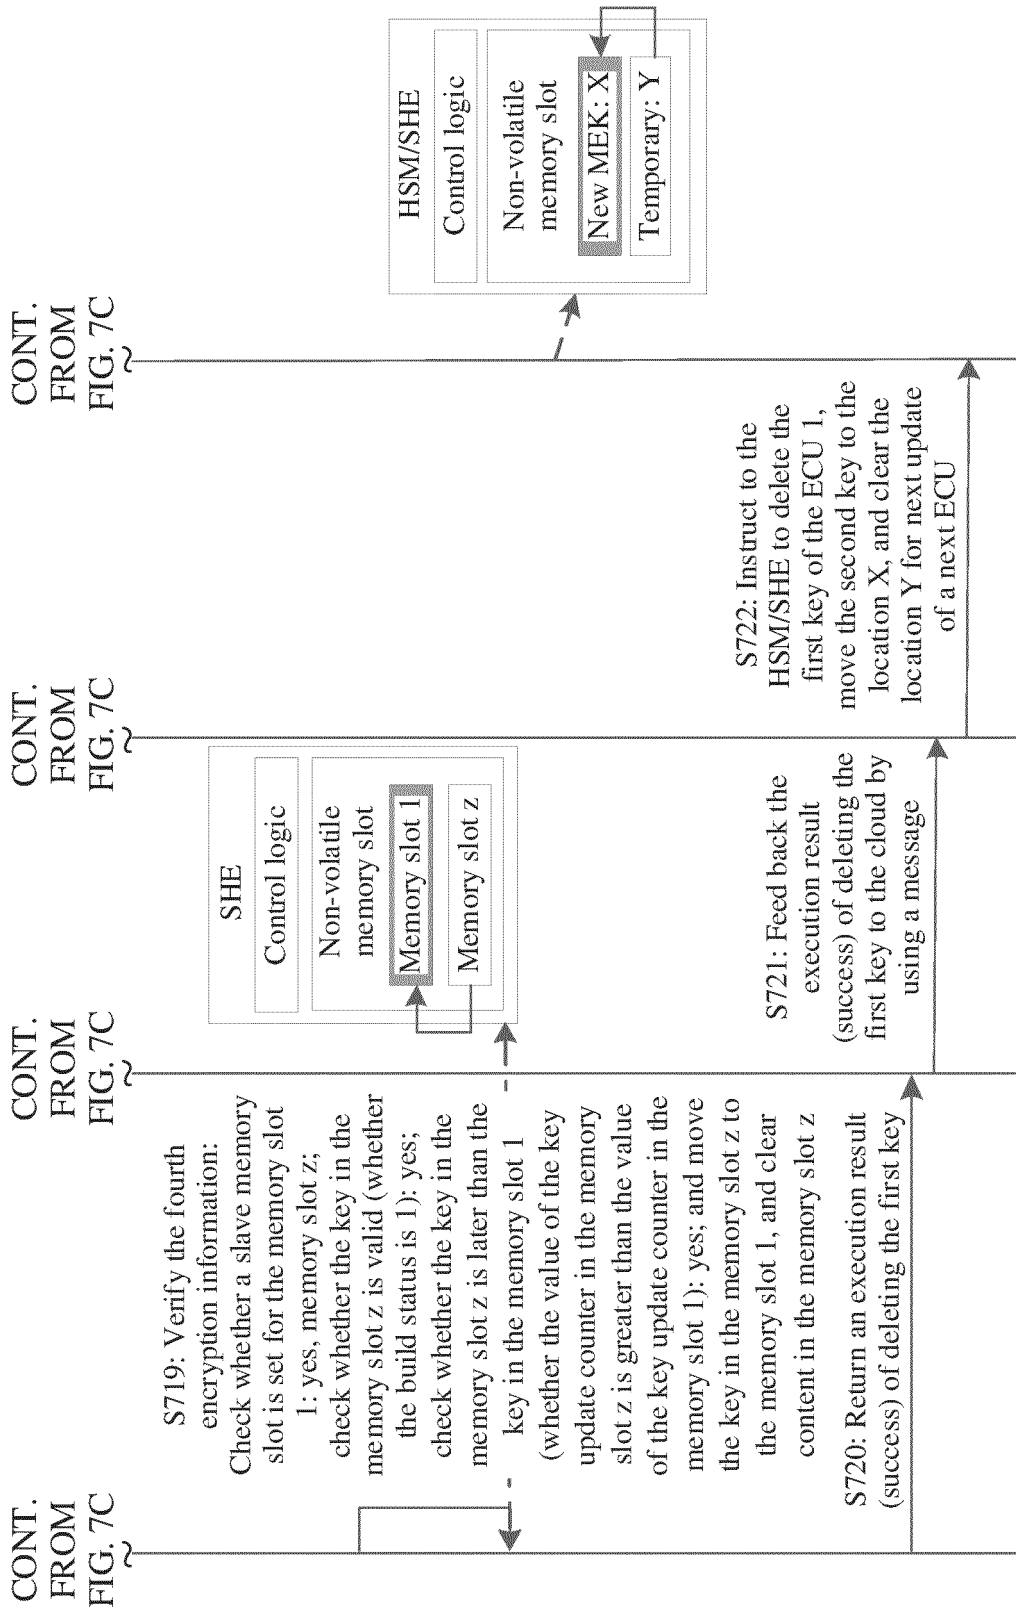 CONT.
FROM
FIG. 7C
CONT.
FROM
FIG. 7C
CONT.
FROM
FIG. 7C
CONT.
FROM
FIG. 7C
S719: Verify the fourth
encryption information:
Check whether a slave memory
slot is set for the memory slot
1: yes, memory slot z;
check whether the key in the
memory slot z is valid (whether
the build status is 1): yes;
check whether the key in the
memory slot z is later than the
key in the memory slot 1
(whether the value of the key
update counter in the memory
slot z is greater than the value
of the key update counter in the
memory slot 1): yes; and move
the key in the memory slot z to
the memory slot 1, and clear
content in the memory slot z
SHE
Control logic
Non-volatile
memory slot
Memory slot 1
Memory slot z
HSM/SHE
Control logic
Non-volatile
memory slot
New MEK: X
Temporary: Y
S720: Return an execution result
(success) of deleting the first key
S721: Feed back the
execution result
(success) of deleting the
first key to the cloud by
using a message
S722: Instruct to the
HSM/SHE to delete the
first key of the ECU 1,
move the second key to the
location X, and clear the
location Y for next update
of a next ECU